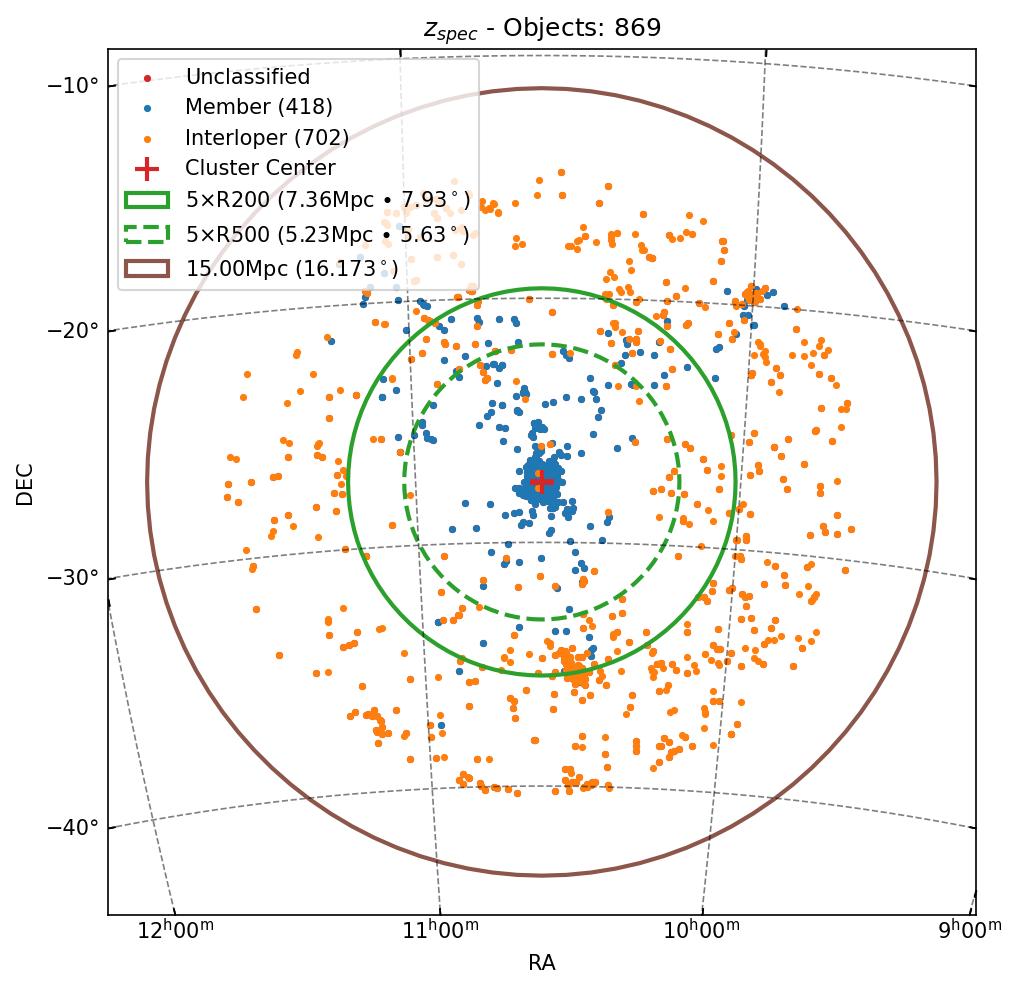 z_spec - Objects: 869
Unclassified
Member (418)
Interloper (702)
Cluster Center
5×R200 (7.36Mpc • 7.93°)
5×R500 (5.23Mpc • 5.63°)
15.00Mpc (16.173°)
−10°
−20°
−30°
−40°
DEC
12ʰ00ᵐ 11ʰ00ᵐ 10ʰ00ᵐ 9ʰ00ᵐ
RA